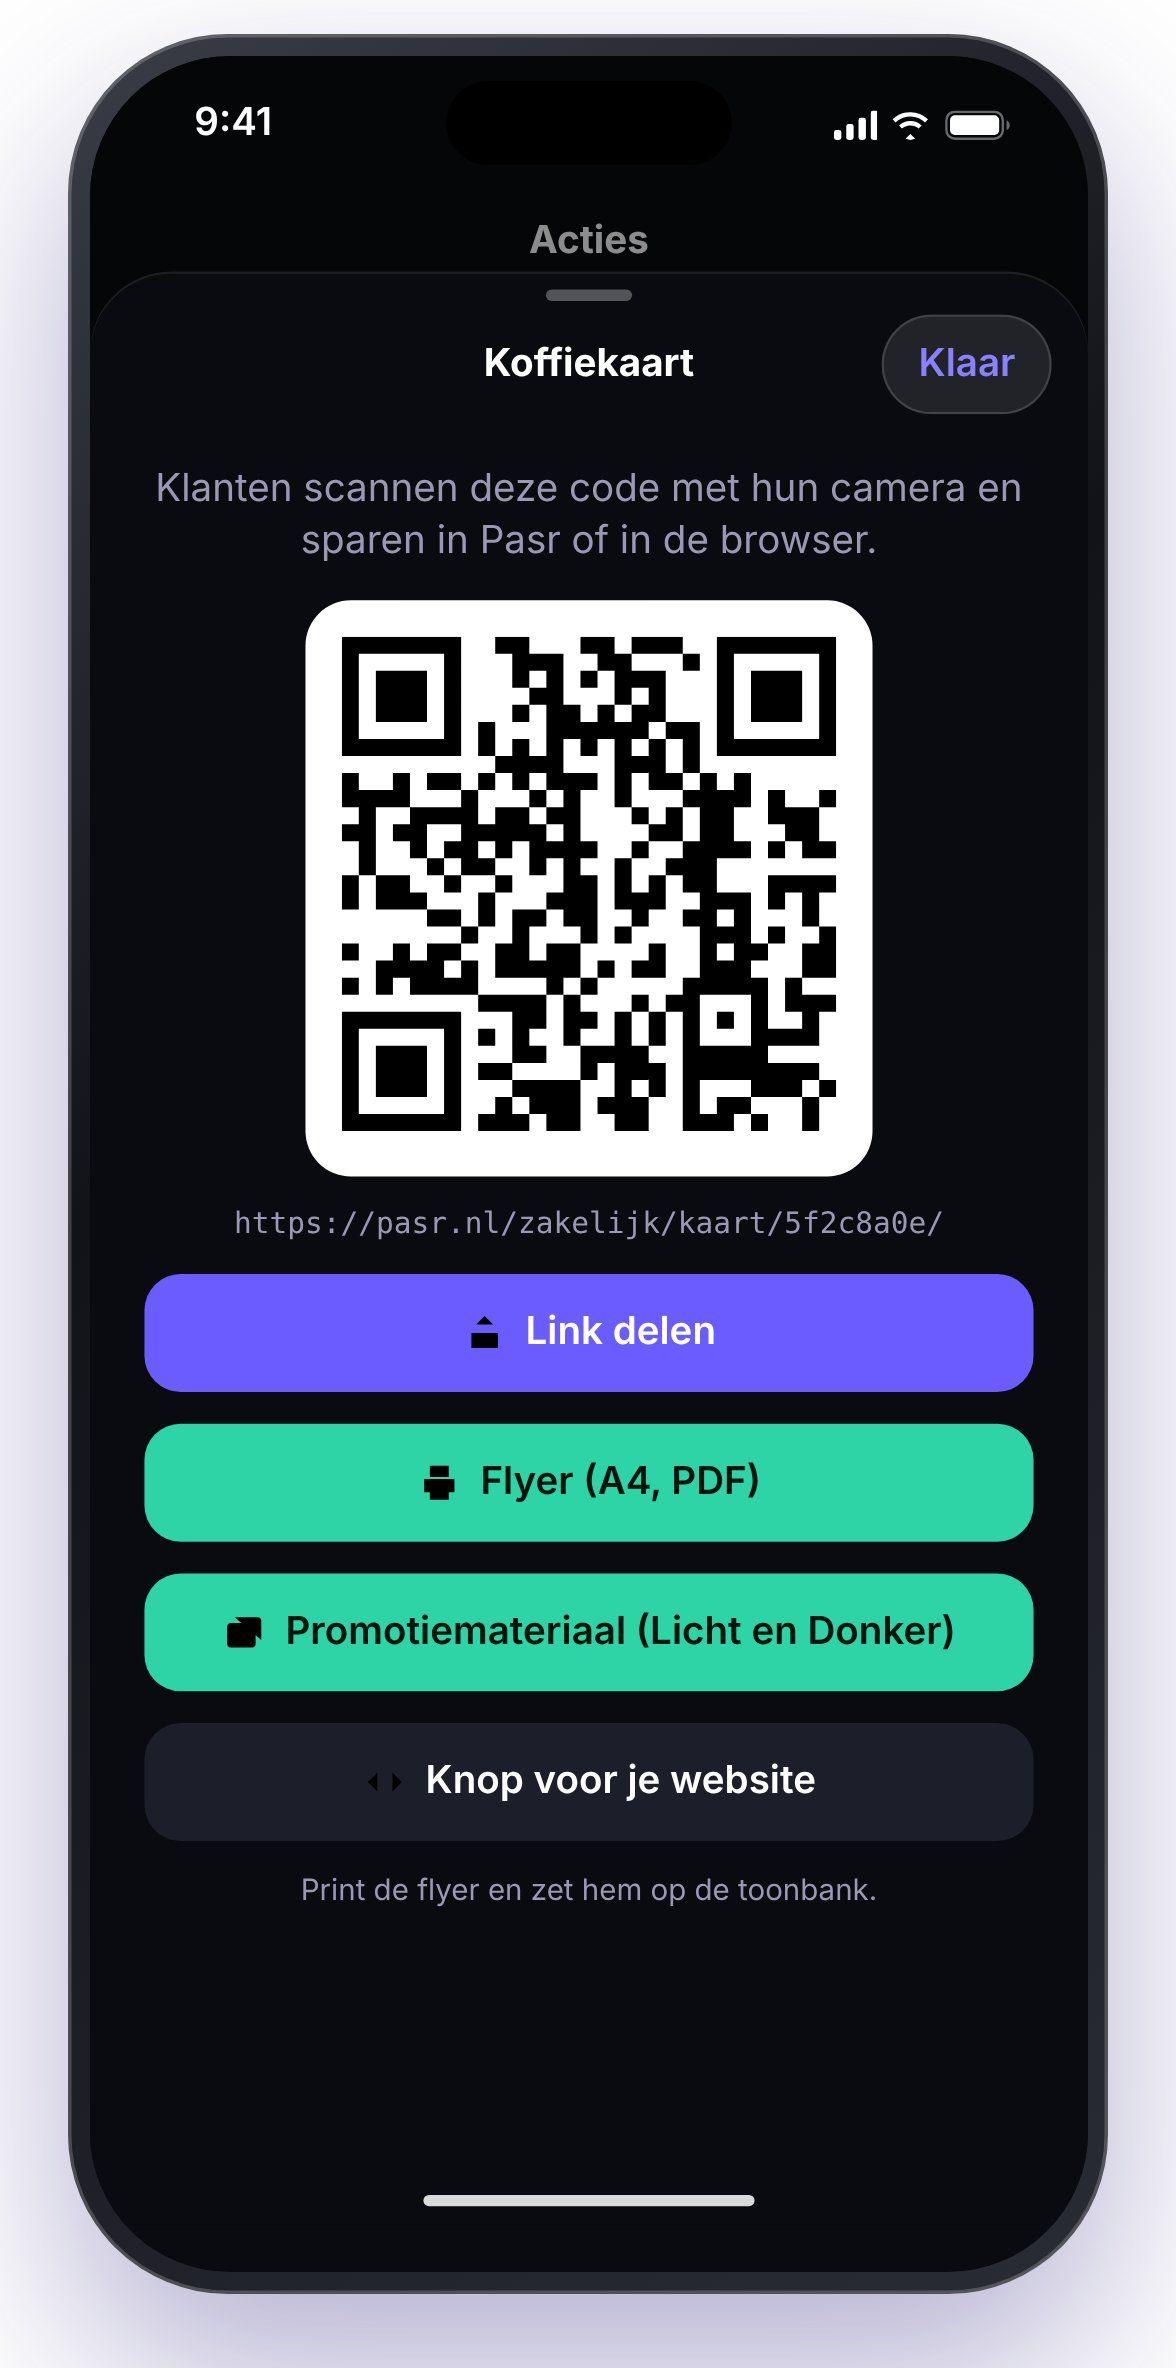 9:41
Acties
Koffiekaart
Klaar
Klanten scannen deze code met hun camera en
sparen in Pasr of in de browser.
https://pasr.nl/zakelijk/kaart/5f2c8a0e/
Link delen
Flyer (A4, PDF)
Promotiemateriaal (Licht en Donker)
Knop voor je website
Print de flyer en zet hem op de toonbank.